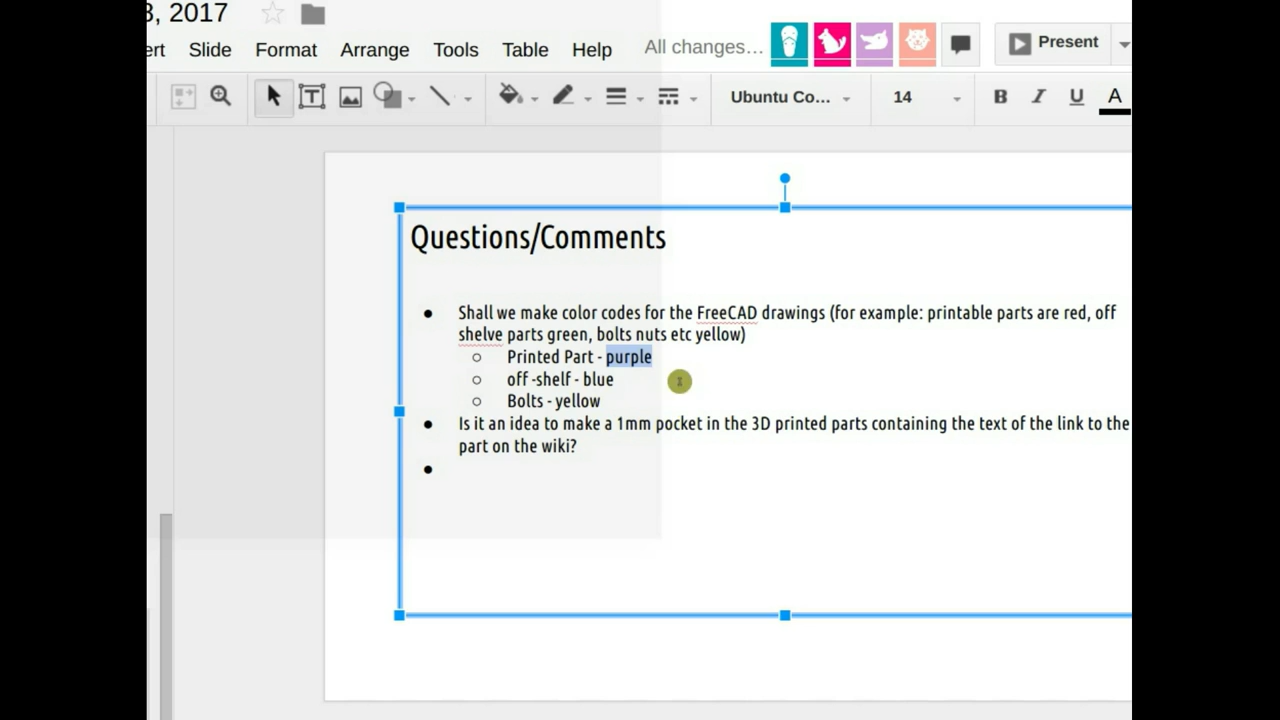 3, 2017
ert Slide Format Arrange Tools Table Help All changes… Present
Ubuntu Co… 14 B I U A
Questions/Comments
● Shall we make color codes for the FreeCAD drawings (for example: printable parts are red, off
shelve parts green, bolts nuts etc yellow)
○ Printed Part - purple
○ off -shelf - blue
○ Bolts - yellow
● Is it an idea to make a 1mm pocket in the 3D printed parts containing the text of the link to the
part on the wiki?
●